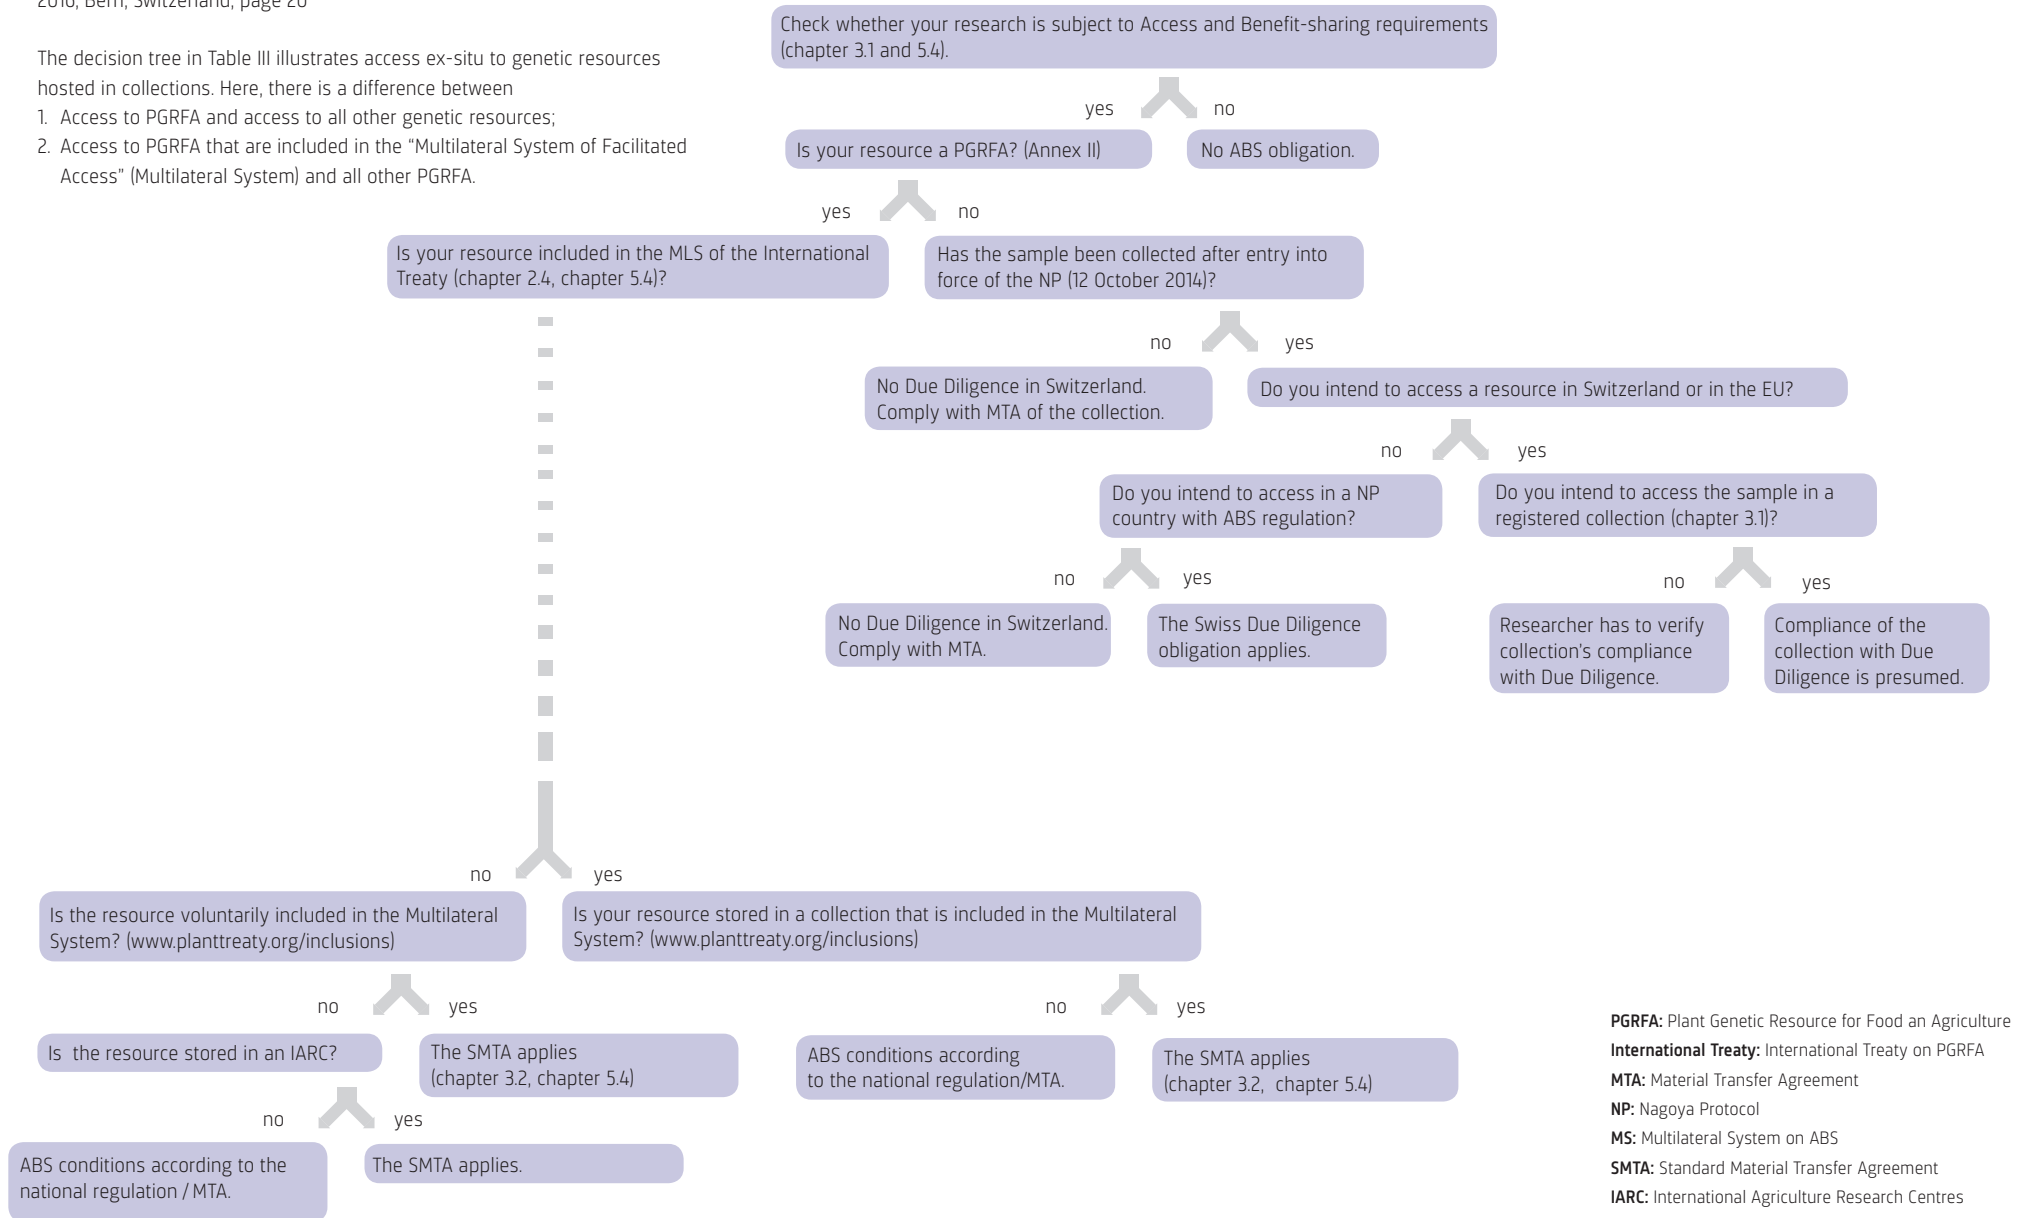 2016, Bern, Switzerland, page 20
The decision tree in Table III illustrates access ex-situ to genetic resources
hosted in collections. Here, there is a difference between
1. Access to PGRFA and access to all other genetic resources;
2. Access to PGRFA that are included in the “Multilateral System of Facilitated
Access” (Multilateral System) and all other PGRFA.
Check whether your research is subject to Access and Benefit-sharing requirements
(chapter 3.1 and 5.4).
yes
no
Is your resource a PGRFA? (Annex II)
No ABS obligation.
yes
no
Is your resource included in the MLS of the International
Treaty (chapter 2.4, chapter 5.4)?
Has the sample been collected after entry into
force of the NP (12 October 2014)?
no
yes
No Due Diligence in Switzerland.
Comply with MTA of the collection.
Do you intend to access a resource in Switzerland or in the EU?
no
yes
Do you intend to access in a NP
country with ABS regulation?
Do you intend to access the sample in a
registered collection (chapter 3.1)?
no
yes
no
yes
No Due Diligence in Switzerland.
Comply with MTA.
The Swiss Due Diligence
obligation applies.
Researcher has to verify
collection’s compliance
with Due Diligence.
Compliance of the
collection with Due
Diligence is presumed.
no
yes
Is the resource voluntarily included in the Multilateral
System? (www.planttreaty.org/inclusions)
Is your resource stored in a collection that is included in the Multilateral
System? (www.planttreaty.org/inclusions)
no
yes
no
yes
Is the resource stored in an IARC?
The SMTA applies
(chapter 3.2, chapter 5.4)
ABS conditions according
to the national regulation/MTA.
The SMTA applies
(chapter 3.2, chapter 5.4)
no
yes
ABS conditions according to the
national regulation / MTA.
The SMTA applies.
PGRFA: Plant Genetic Resource for Food an Agriculture
International Treaty: International Treaty on PGRFA
MTA: Material Transfer Agreement
NP: Nagoya Protocol
MS: Multilateral System on ABS
SMTA: Standard Material Transfer Agreement
IARC: International Agriculture Research Centres